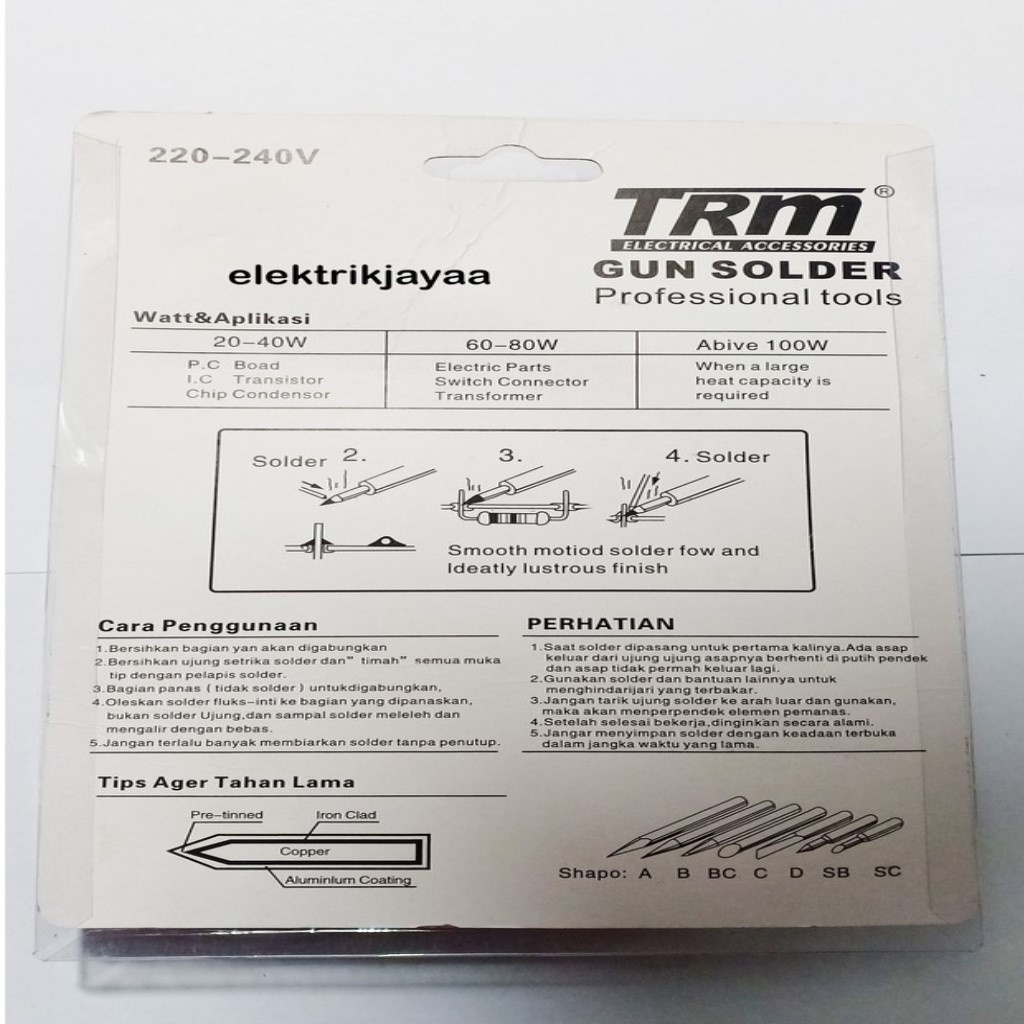 220-240V
TRM®
ELECTRICAL ACCESSORIES
GUN SOLDER
Professional tools
elektrikjayaa
Watt&Aplikasi
20-40W
P.C Boad
I.C Transistor
Chip Condensor
60-80W
Electric Parts
Switch Connector
Transformer
Abive 100W
When a large
heat capacity is
required
Solder 2.
3.
4. Solder
Smooth motiod solder fow and
Ideatly lustrous finish
Cara Penggunaan
1.Bersihkan bagian yan akan digabungkan
2.Bersihkan ujung setrika solder dan" timah" semua muka
tip dengan pelapis solder.
3.Bagian panas ( tidak solder ) untukdigabungkan,
4.Oleskan solder fluks-inti ke bagian yang dipanaskan,
bukan solder Ujung,dan sampal solder meleleh dan
mengalir dengan bebas.
5.Jangan terlalu banyak membiarkan solder tanpa penutup.
PERHATIAN
1.Saat solder dipasang untuk pertama kalinya.Ada asap
keluar dari ujung ujung asapnya berhenti di putih pendek
dan asap tidak permah keluar lagi.
2.Gunakan solder dan bantuan lainnya untuk
menghindarijari yang terbakar.
3.Jangan tarik ujung solder ke arah luar dan gunakan,
maka akan menperpendek elemen pemanas.
4.Setelah selesai bekerja,dinginkan secara alami.
5.Jangar menyimpan solder dengan keadaan terbuka
dalam jangka waktu yang lama.
Tips Ager Tahan Lama
Pre-tinned
Iron Clad
Copper
Aluminlurn Coating
Shapo: A B BC C D SB SC